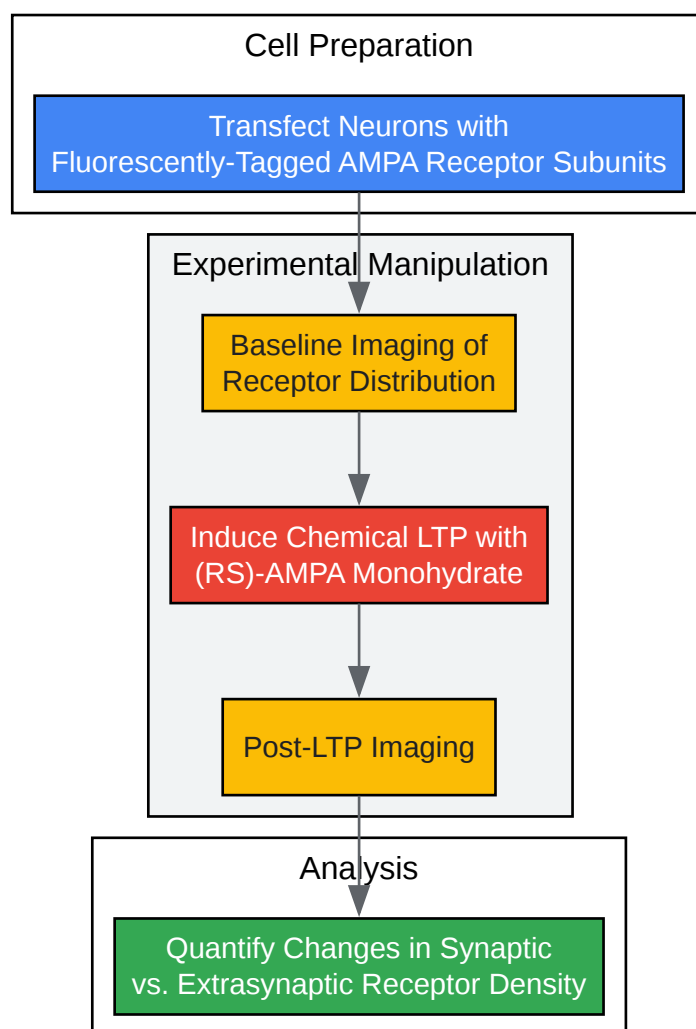 Cell Preparation
Transfect Neurons with
Fluorescently-Tagged AMPA Receptor Subunits
Experimental Manipulation
Baseline Imaging of
Receptor Distribution
Induce Chemical LTP with
(RS)-AMPA Monohydrate
Post-LTP Imaging
Analysis
Quantify Changes in Synaptic
vs. Extrasynaptic Receptor Density